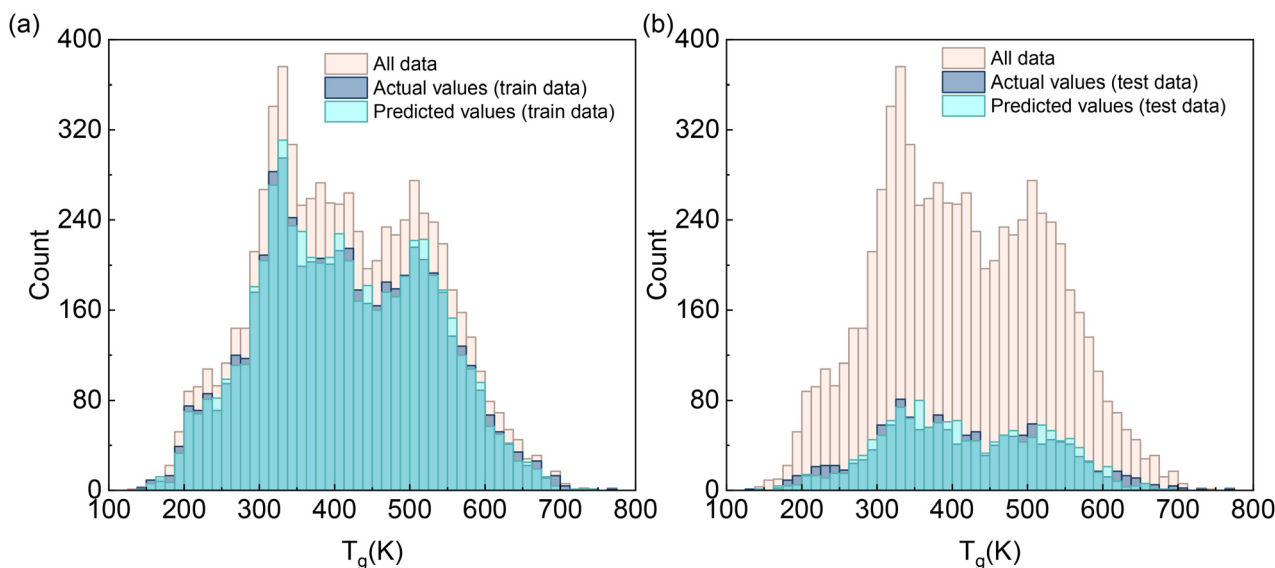 (a)
400
320
240
160
80
0
Count
All data
Actual values (train data)
Predicted values (train data)
100 200 300 400 500 600 700 800
Tg(K)
(b)
400
320
240
160
80
0
Count
All data
Actual values (test data)
Predicted values (test data)
100 200 300 400 500 600 700 800
Tg(K)